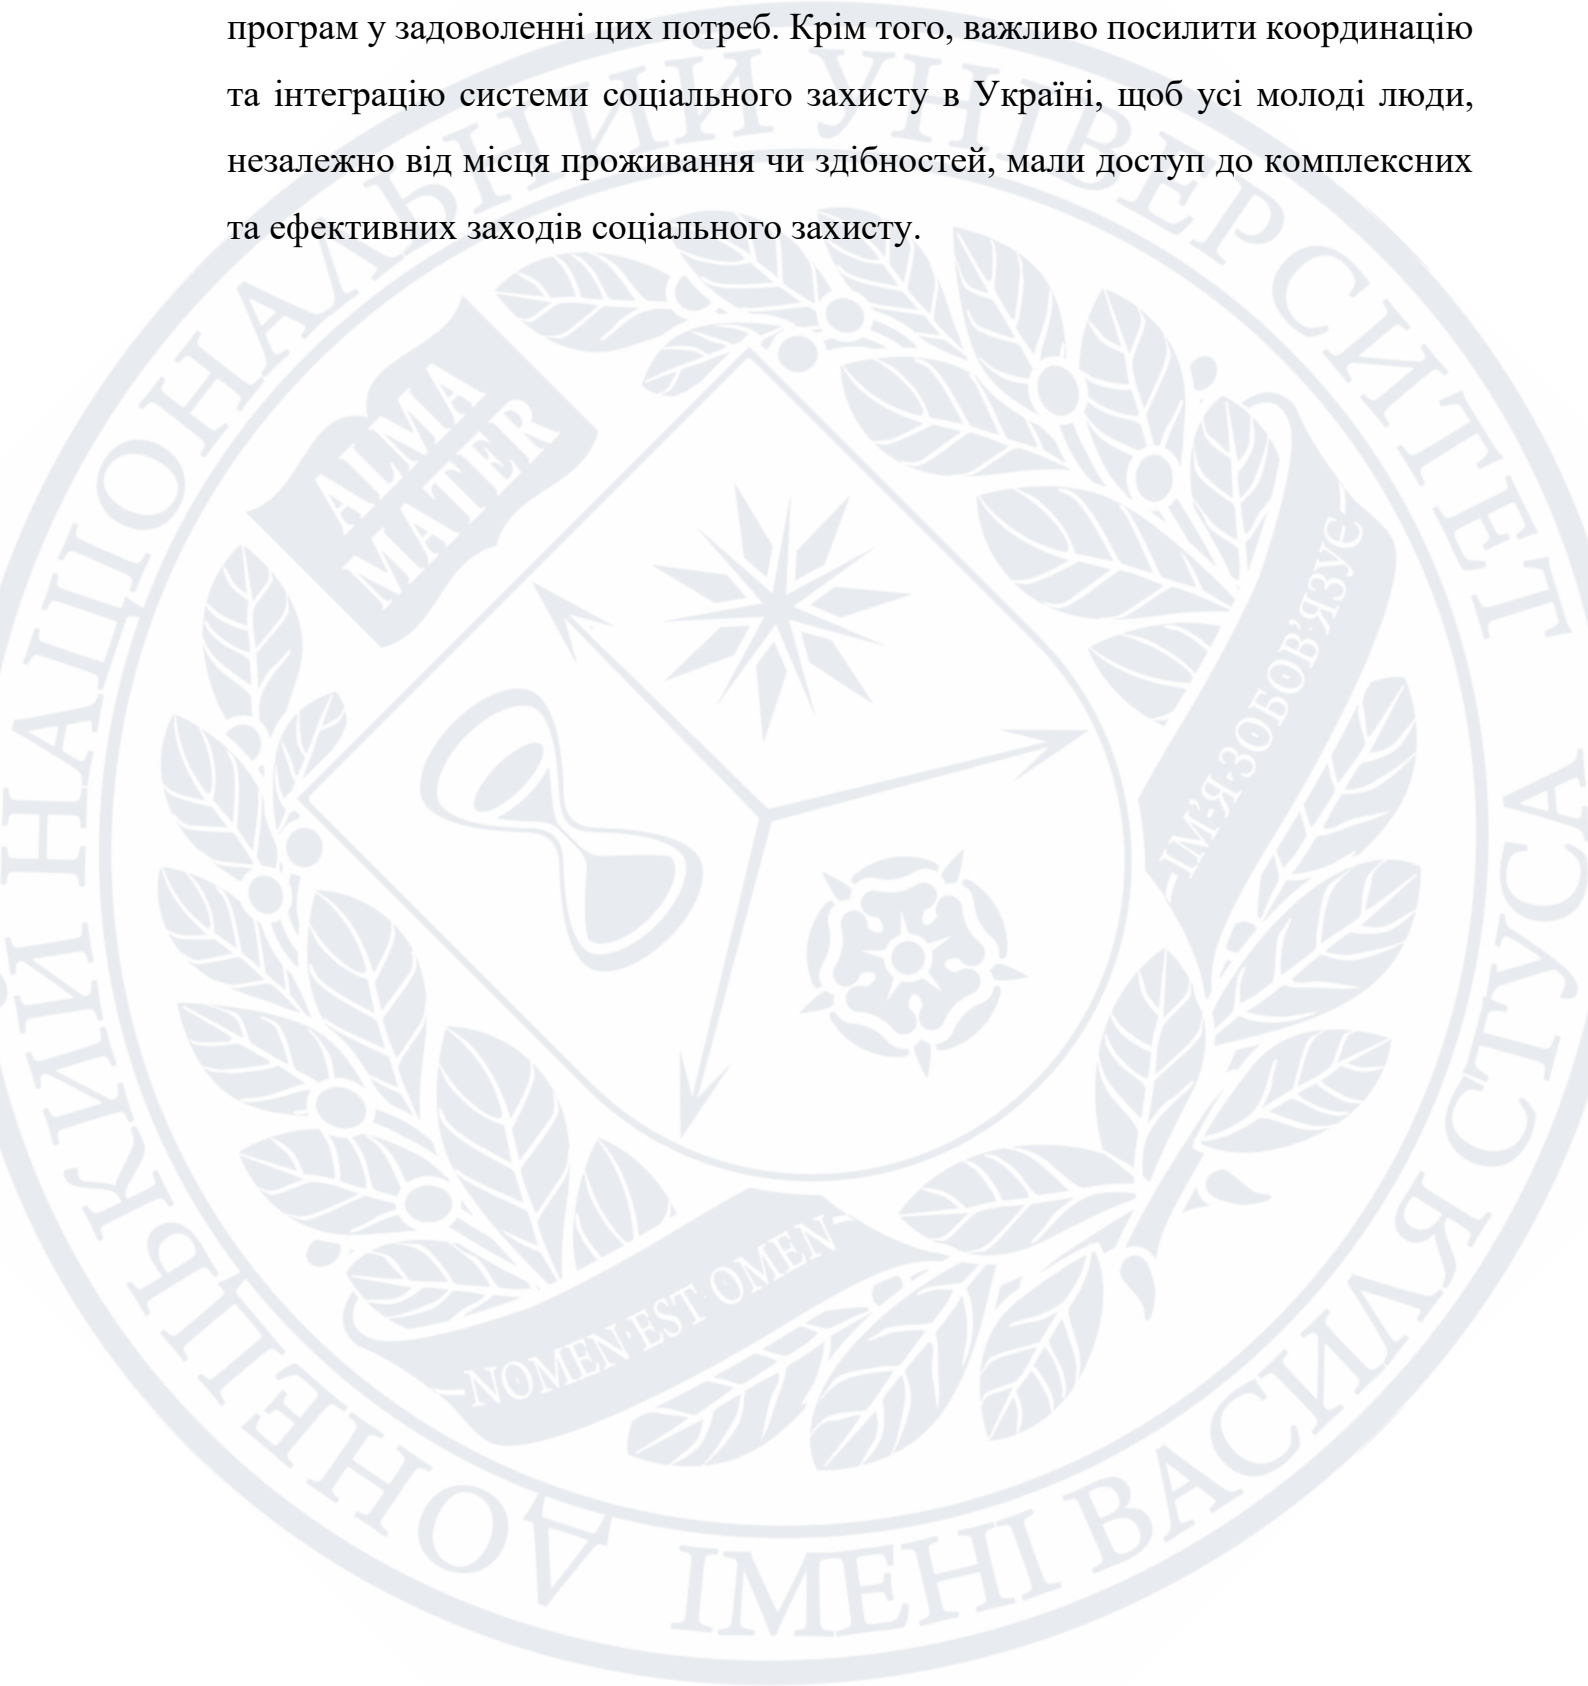 програм у задоволенні цих потреб. Крім того, важливо посилити координацію
та інтеграцію системи соціального захисту в Україні, щоб усі молоді люди,
незалежно від місця проживання чи здібностей, мали доступ до комплексних
та ефективних заходів соціального захисту.
ДОНЕЦЬКИЙ НАЦІОНАЛЬНИЙ УНІВЕРСИТЕТ
ІМЕНІ ВАСИЛЯ СТУСА
ALMA
MATER
ІМ'Я ЗОБОВ'ЯЗУЄ
NOMEN EST OMEN